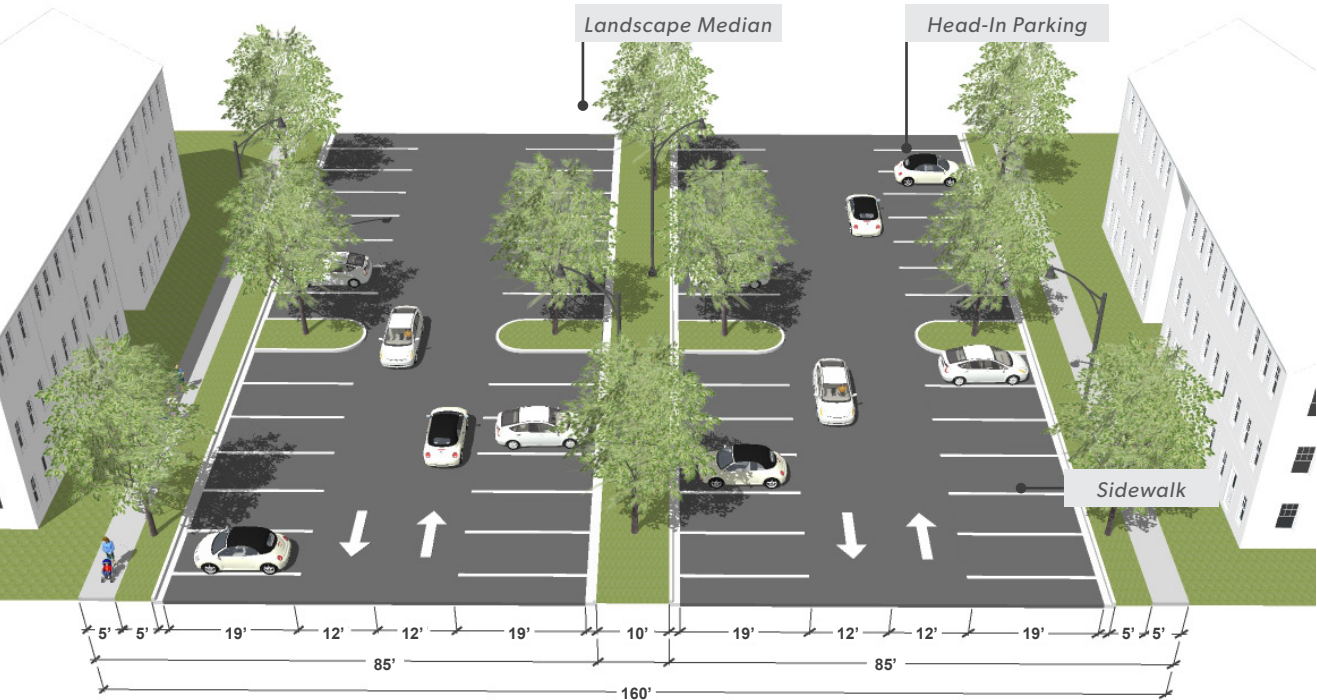 Landscape Median
Head-In Parking
Sidewalk
5' 5' 19' 12' 12' 19' 10' 19' 12' 12' 19' 5' 5'
85' 85'
160'